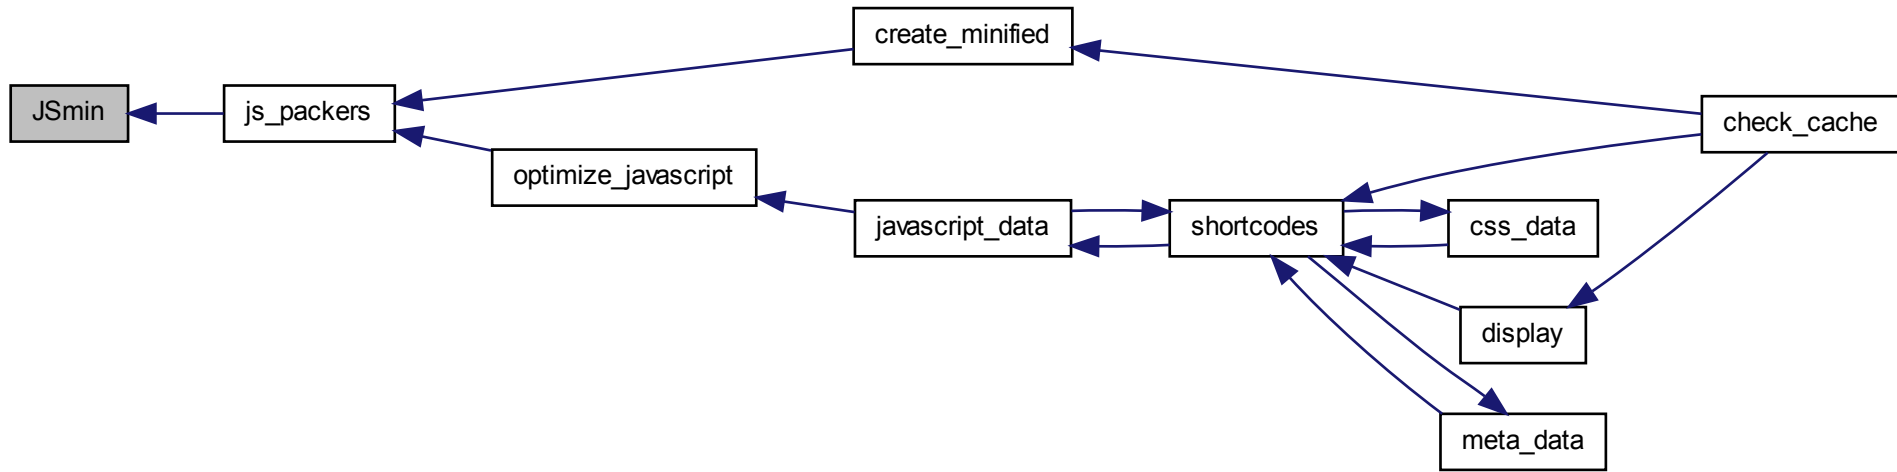 JSmin
js_packers
create_minified
optimize_javascript
javascript_data
shortcodes
check_cache
css_data
display
meta_data